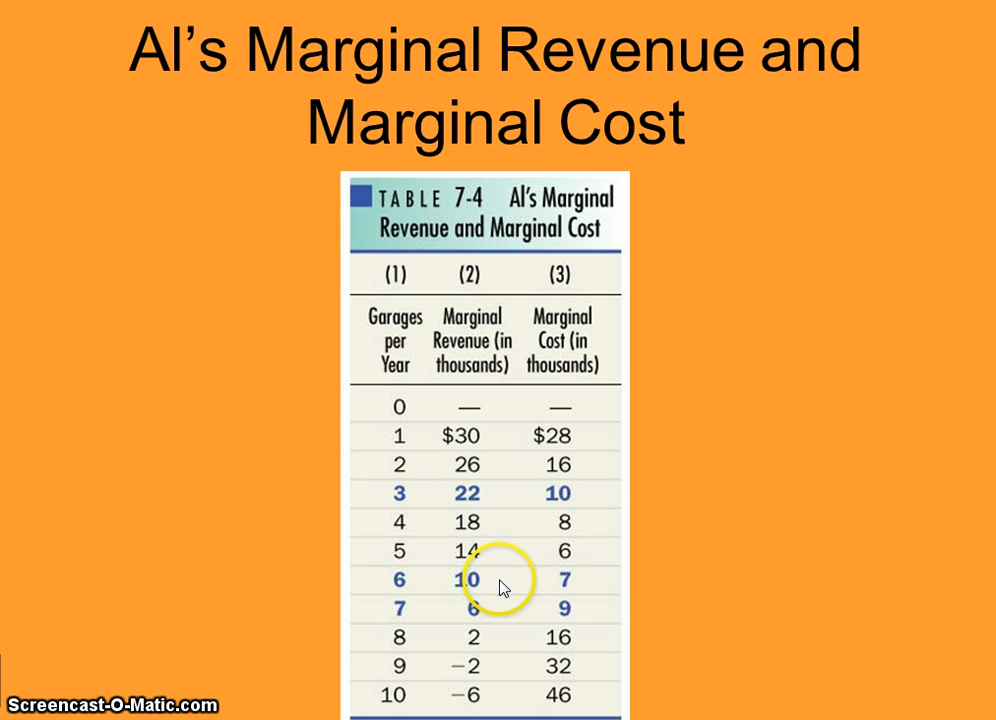 Al’s Marginal Revenue and
Marginal Cost
TABLE 7-4 Al's Marginal
Revenue and Marginal Cost
(1) (2) (3)
Garages Marginal Marginal
per Revenue (in Cost (in
Year thousands) thousands)
0 — —
1 $30 $28
2 26 16
3 22 10
4 18 8
5 14 6
6 10 7
7 6 9
8 2 16
9 −2 32
10 −6 46
Screencast-O-Matic.com